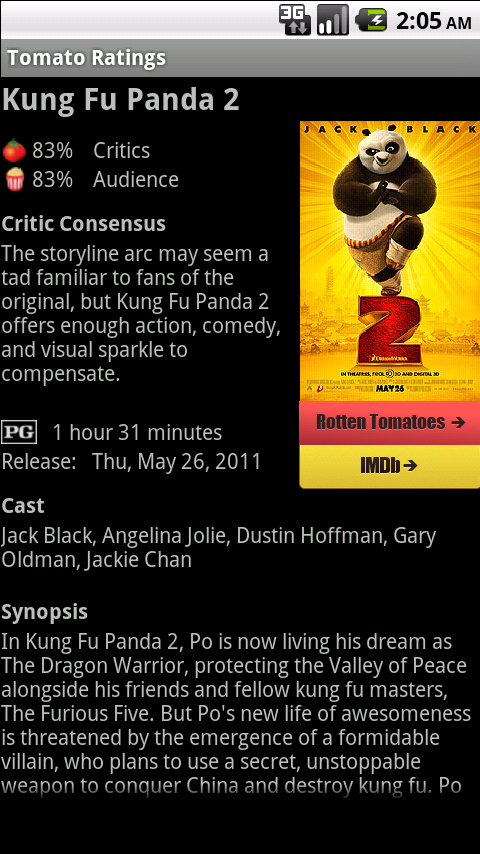 3G
2:05 AM
Tomato Ratings
Kung Fu Panda 2
JACK BLACK
83% Critics
83% Audience
Critic Consensus
The storyline arc may seem a
tad familiar to fans of the
original, but Kung Fu Panda 2
offers enough action, comedy,
and visual sparkle to
compensate.
2
IN THEATRES, REAL D 3D AND DIGITAL 3D
MAY 26
Rotten Tomatoes
IMDb
PG 1 hour 31 minutes
Release: Thu, May 26, 2011
Cast
Jack Black, Angelina Jolie, Dustin Hoffman, Gary
Oldman, Jackie Chan
Synopsis
In Kung Fu Panda 2, Po is now living his dream as
The Dragon Warrior, protecting the Valley of Peace
alongside his friends and fellow kung fu masters,
The Furious Five. But Po's new life of awesomeness
is threatened by the emergence of a formidable
villain, who plans to use a secret, unstoppable
weapon to conquer China and destroy kung fu. Po